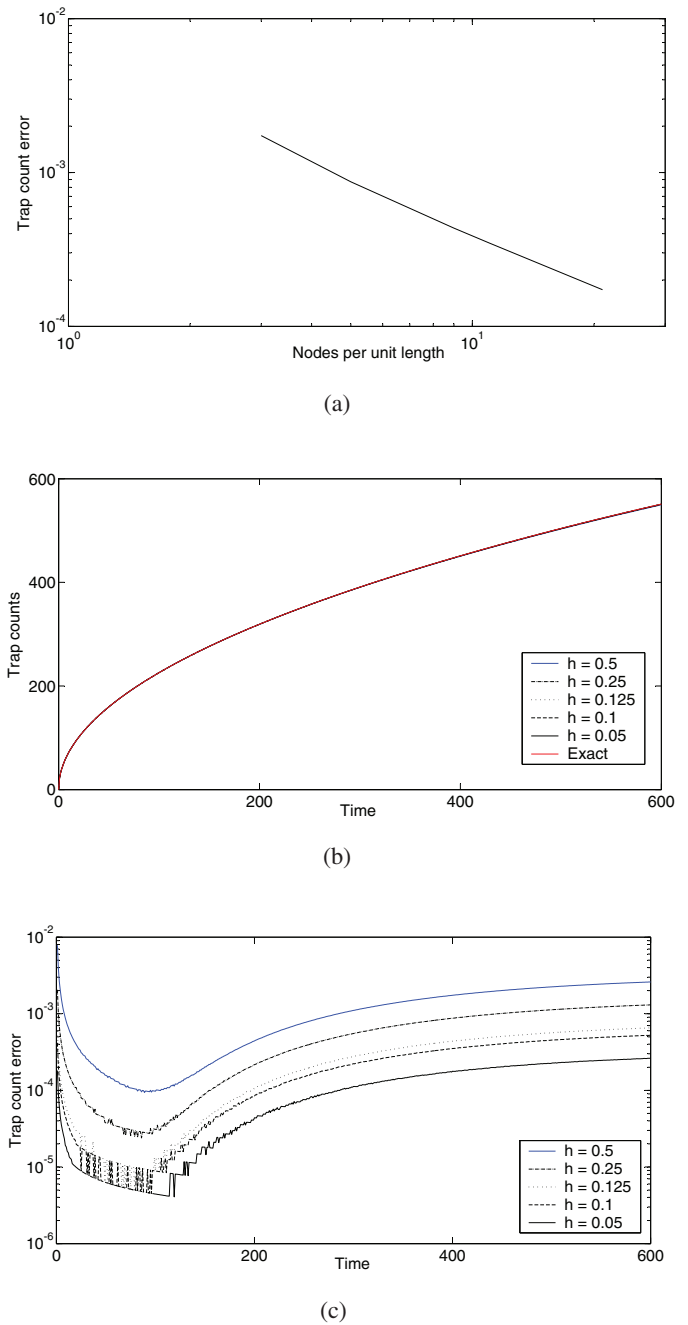 10^-2
10^-3
10^-4
Trap count error
10^0
10^1
Nodes per unit length
(a)
600
400
200
0
Trap counts
h = 0.5
h = 0.25
h = 0.125
h = 0.1
h = 0.05
Exact
0 200 400 600
Time
(b)
10^-2
10^-3
10^-4
10^-5
10^-6
Trap count error
h = 0.5
h = 0.25
h = 0.125
h = 0.1
h = 0.05
0 200 400 600
Time
(c)